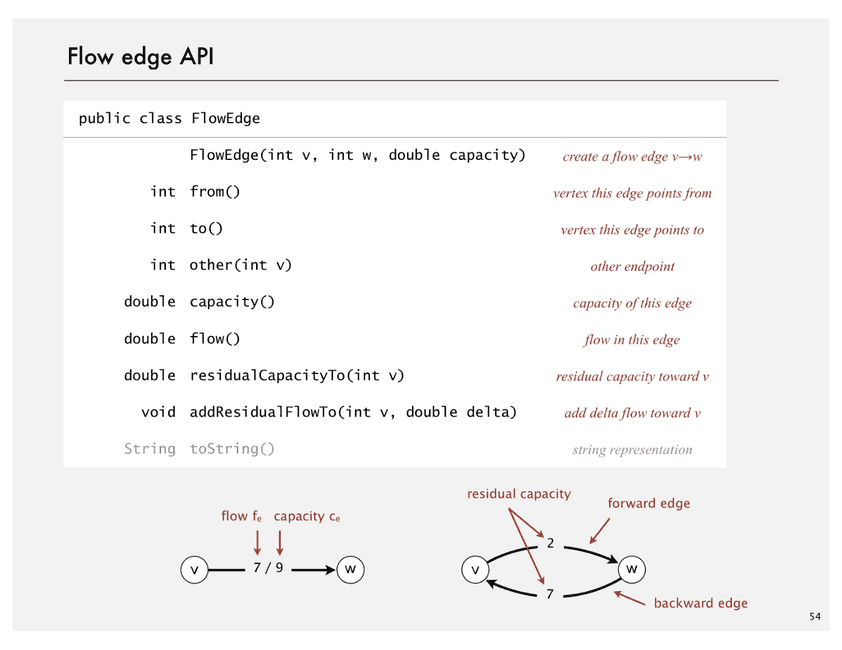 Flow edge API
public class FlowEdge
FlowEdge(int v, int w, double capacity) create a flow edge v→w
int from() vertex this edge points from
int to() vertex this edge points to
int other(int v) other endpoint
double capacity() capacity of this edge
double flow() flow in this edge
double residualCapacityTo(int v) residual capacity toward v
void addResidualFlowTo(int v, double delta) add delta flow toward v
String toString() string representation
flow fₑ capacity cₑ
v 7 / 9 w
residual capacity
forward edge
2
v w
7
backward edge
54